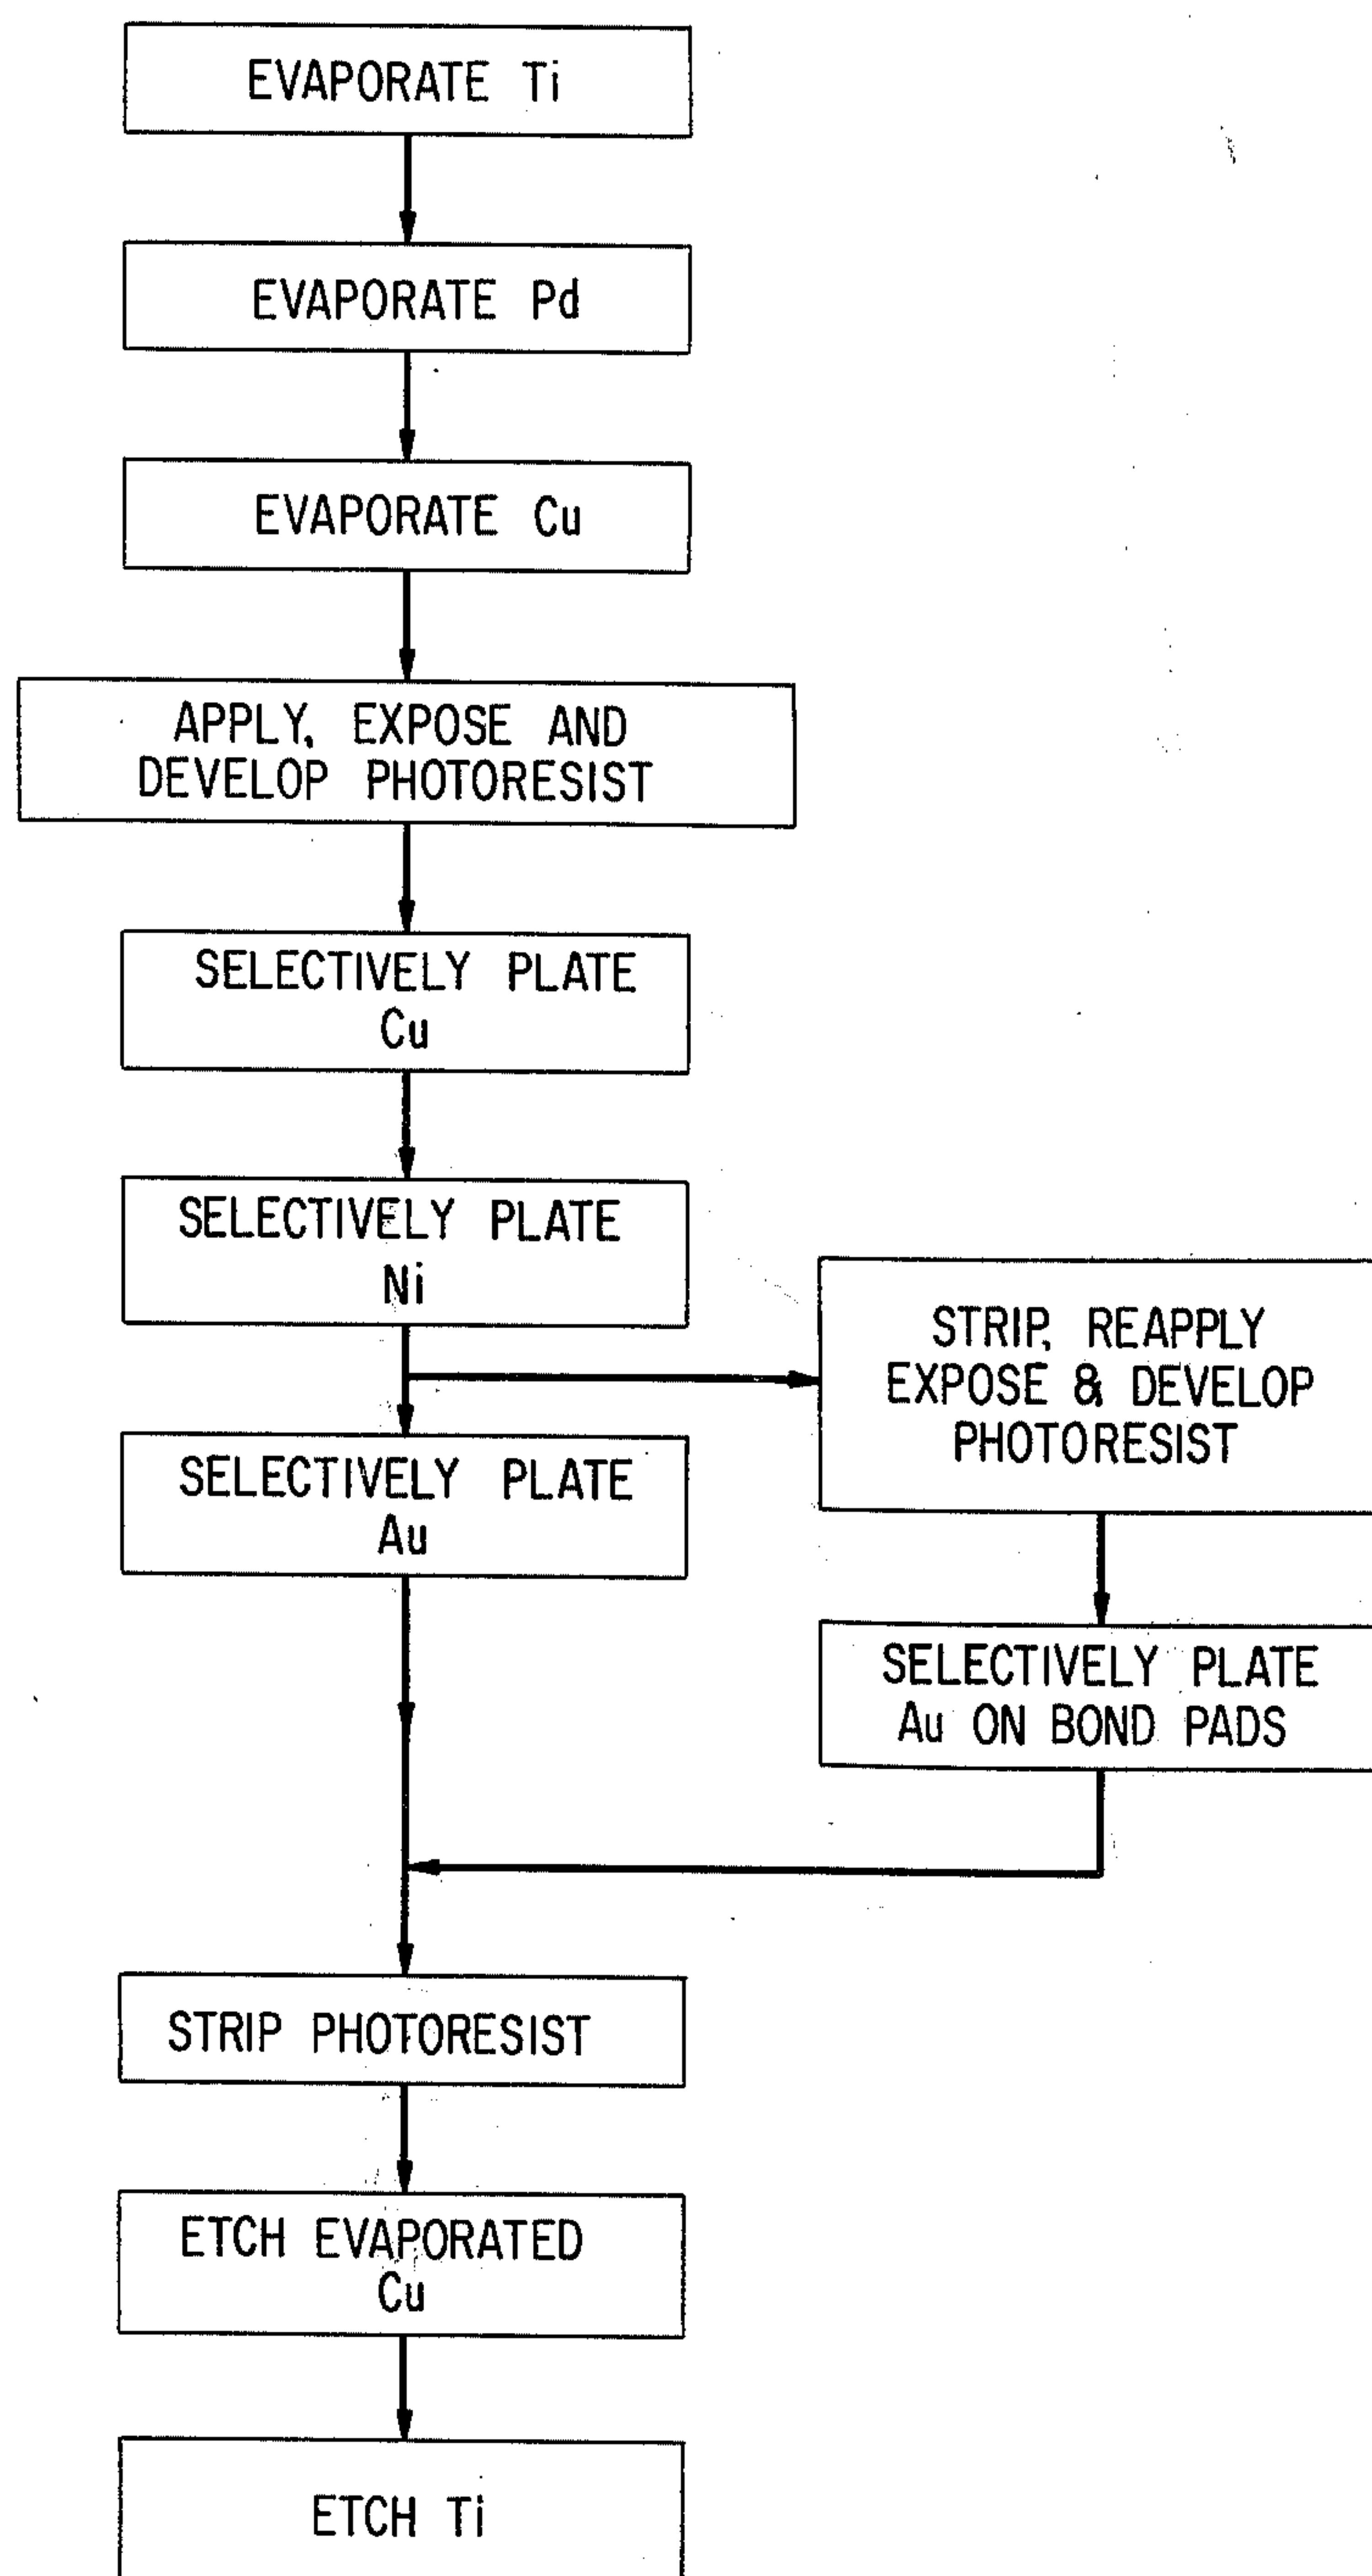 EVAPORATE Ti
EVAPORATE Pd
EVAPORATE Cu
APPLY, EXPOSE AND
DEVELOP PHOTORESIST
SELECTIVELY PLATE
Cu
SELECTIVELY PLATE
Ni
STRIP, REAPPLY
EXPOSE & DEVELOP
PHOTORESIST
SELECTIVELY PLATE
Au
SELECTIVELY PLATE
Au ON BOND PADS
STRIP PHOTORESIST
ETCH EVAPORATED
Cu
ETCH Ti